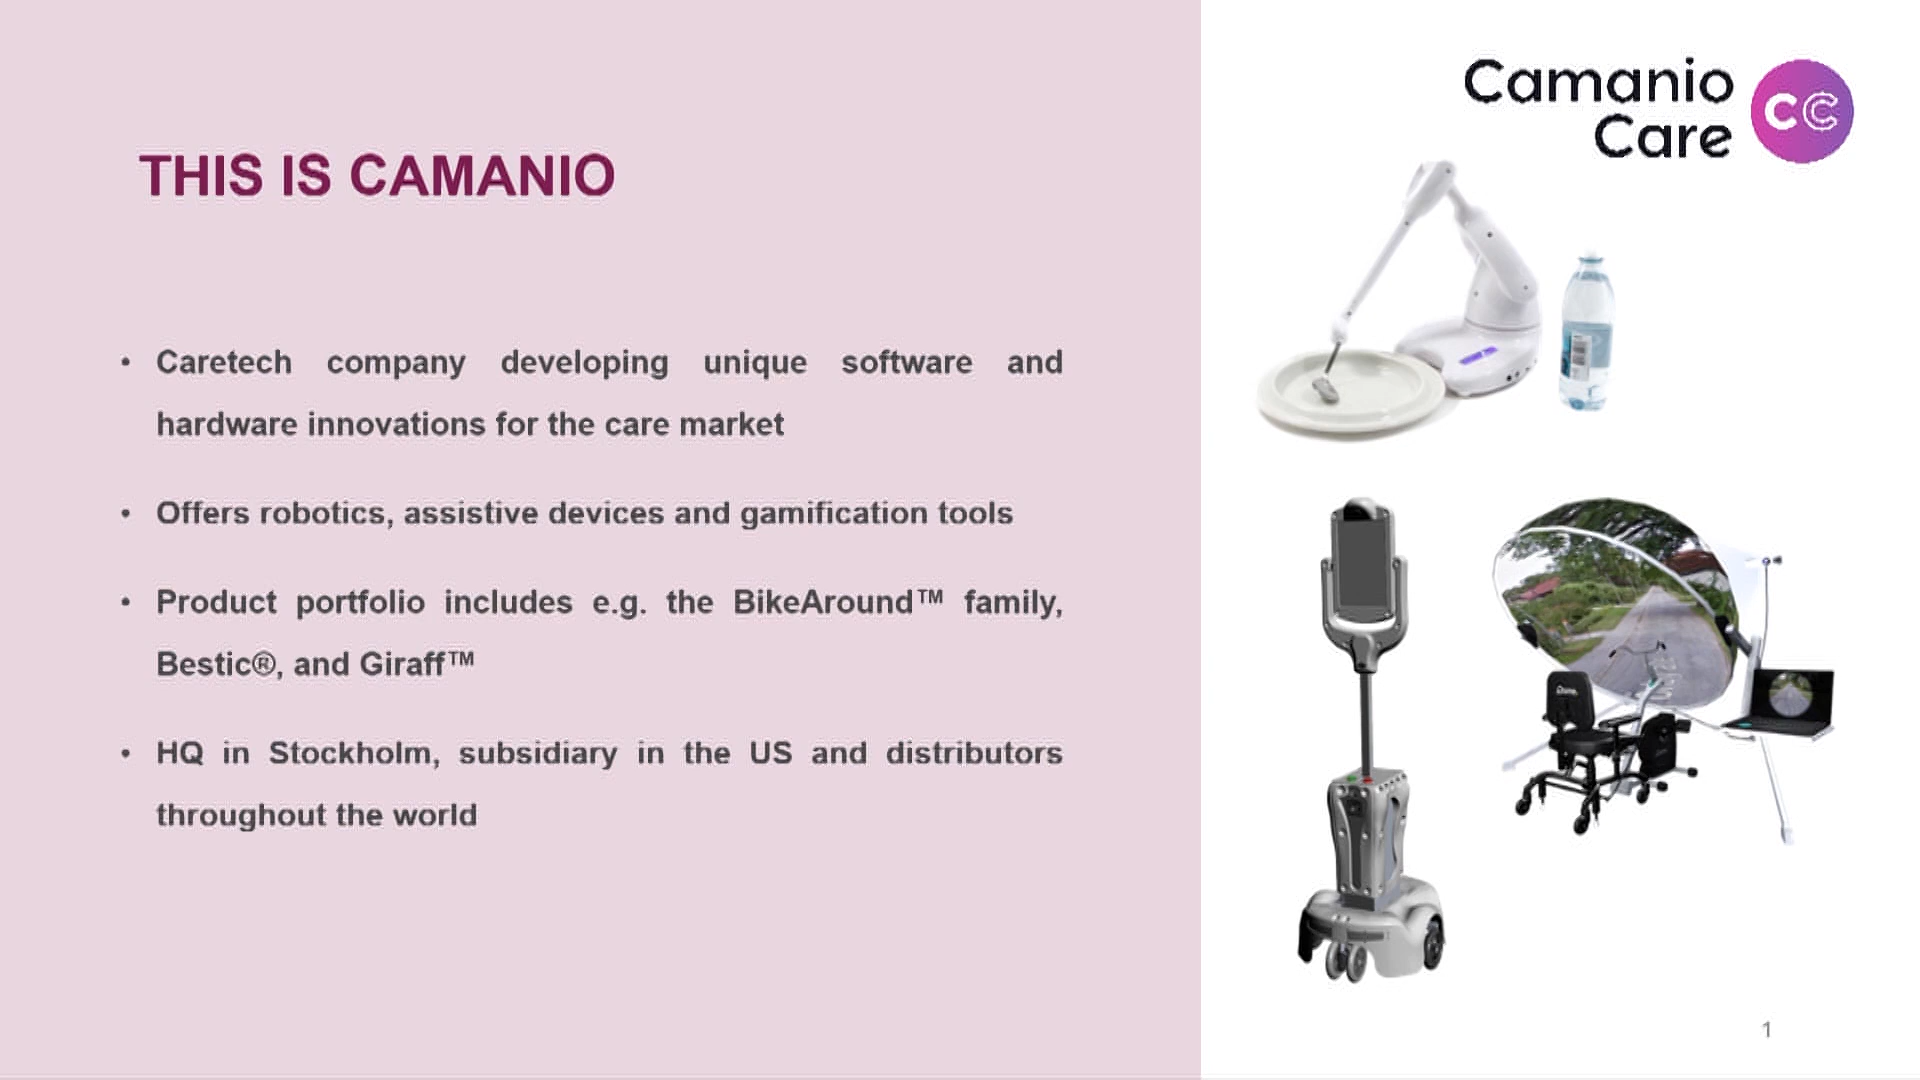 THIS IS CAMANIO
• Caretech company developing unique software and
hardware innovations for the care market
• Offers robotics, assistive devices and gamification tools
• Product portfolio includes e.g. the BikeAround™ family,
Bestic®, and Giraff™
• HQ in Stockholm, subsidiary in the US and distributors
throughout the world
Camanio
Care
CC
1